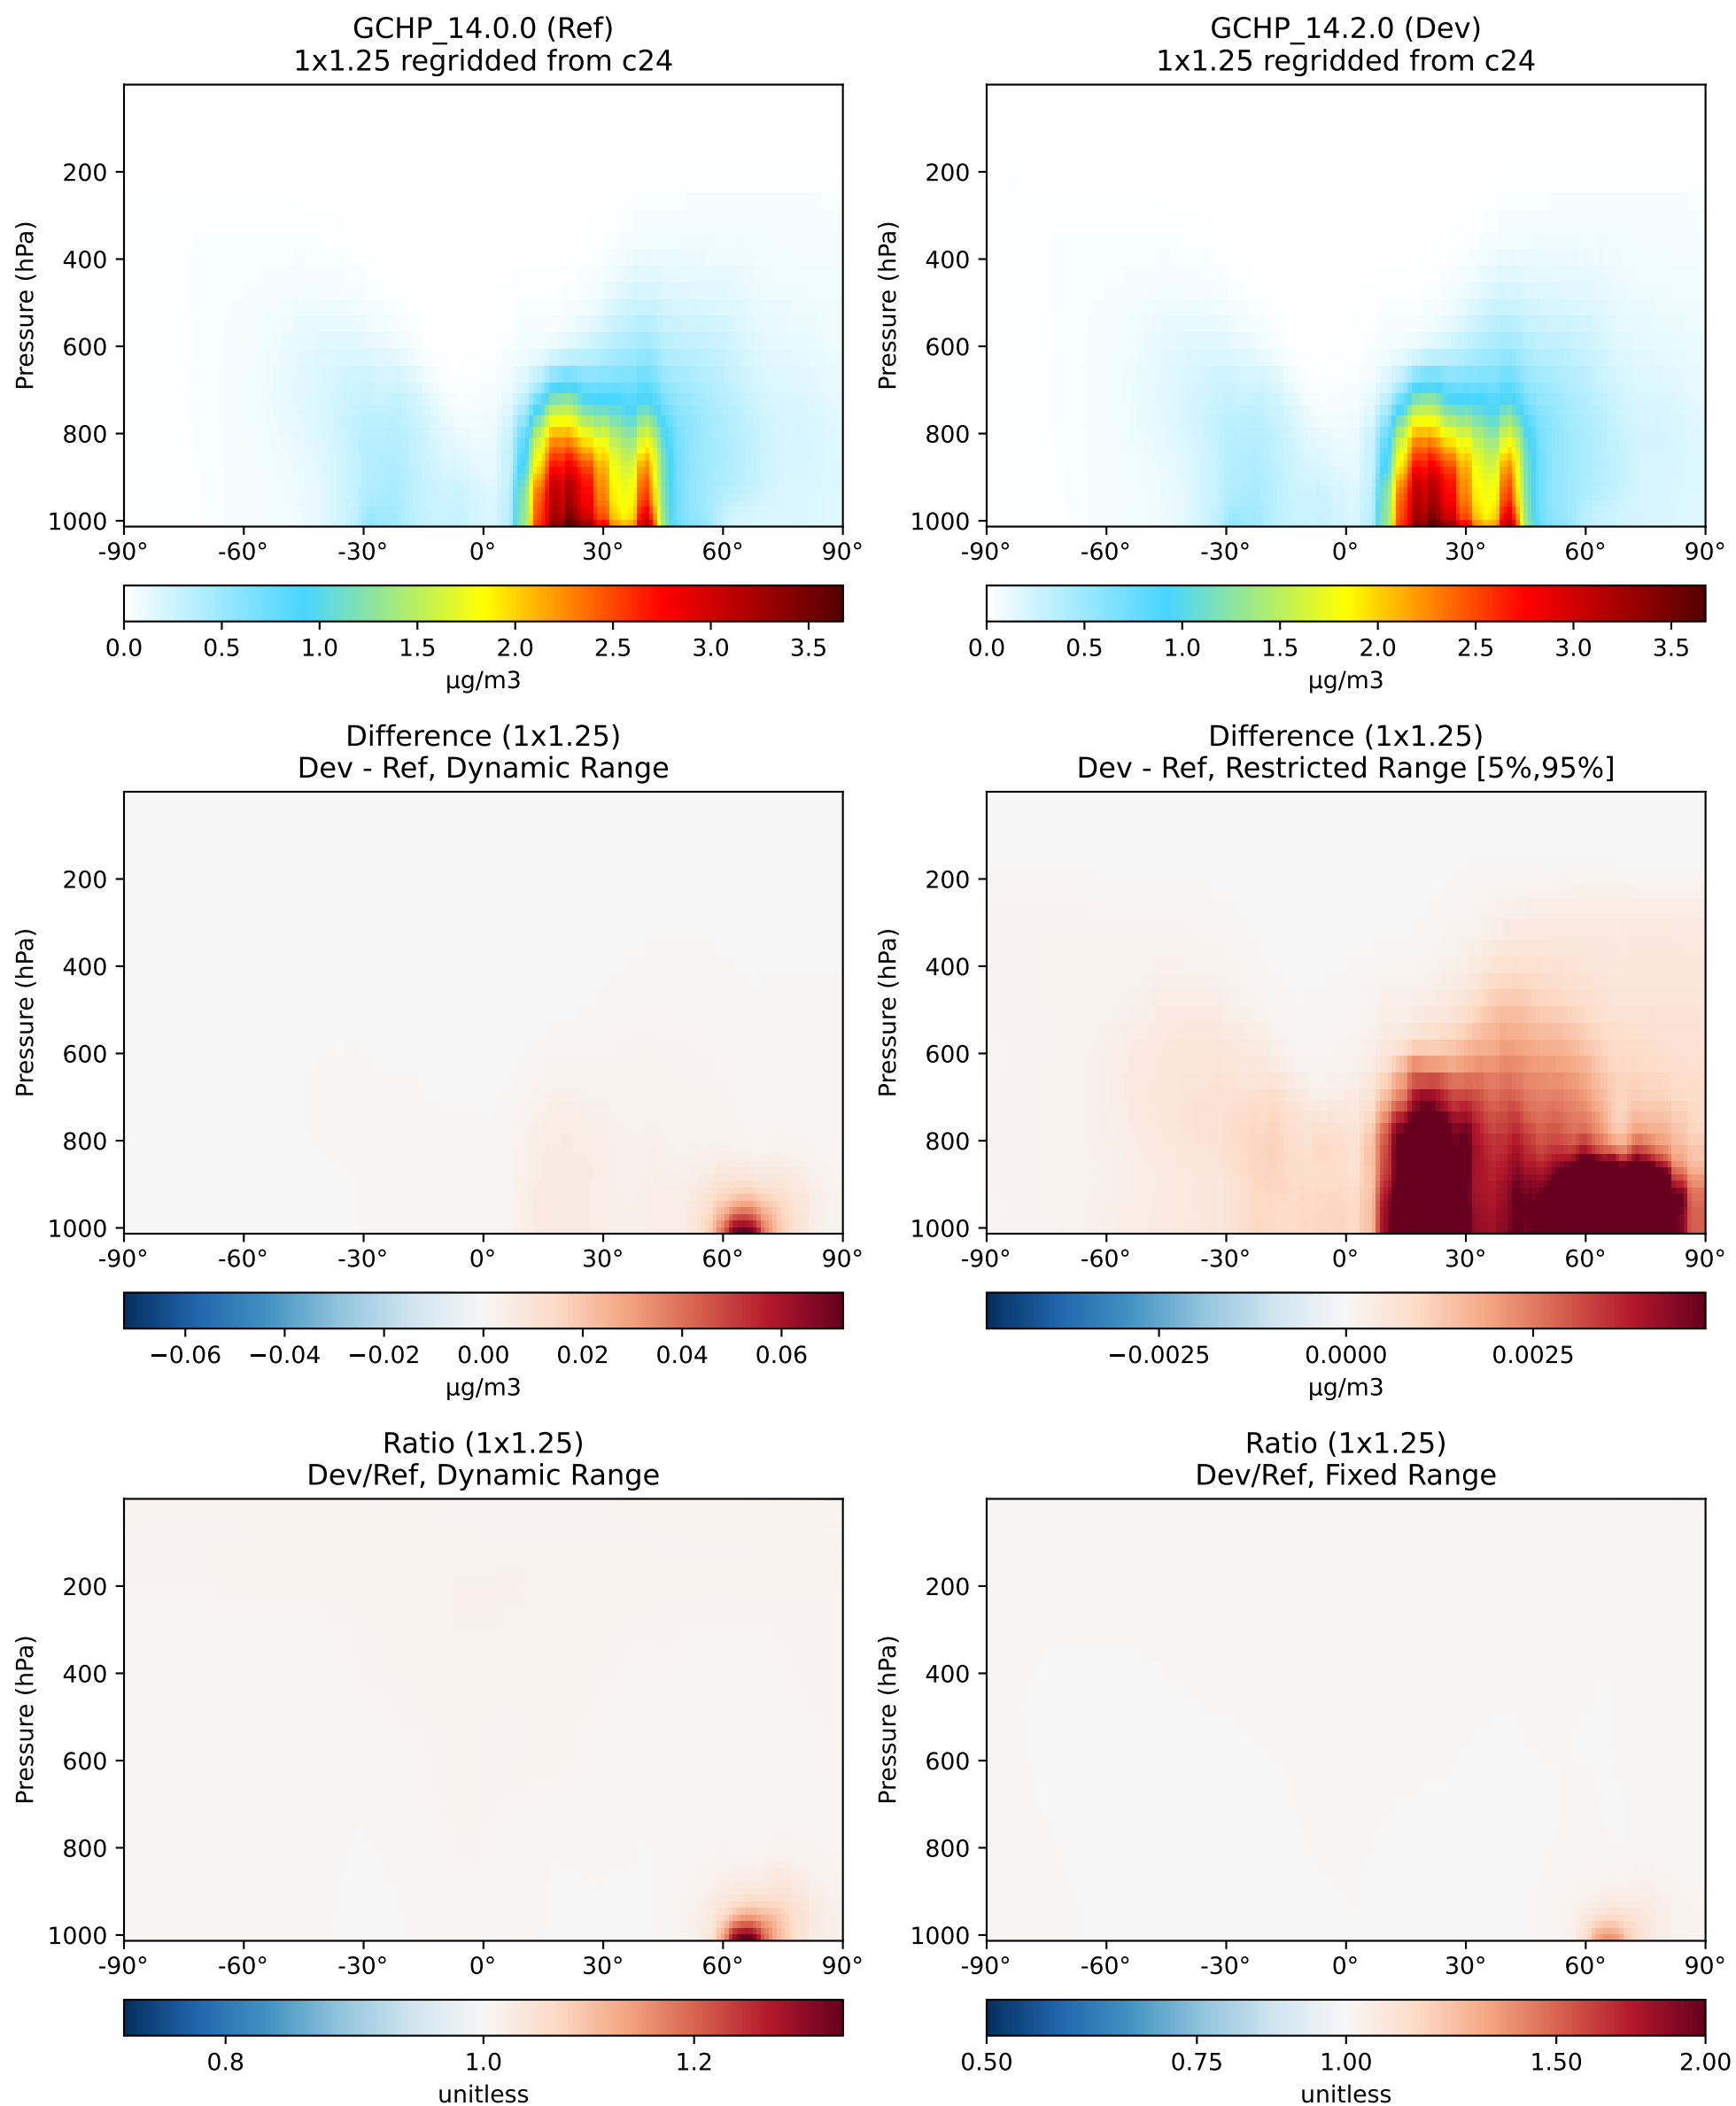 GCHP_14.0.0 (Ref)
1x1.25 regridded from c24
GCHP_14.2.0 (Dev)
1x1.25 regridded from c24
Pressure (hPa)
200
400
600
800
1000
-90° -60° -30° 0° 30° 60° 90°
0.0 0.5 1.0 1.5 2.0 2.5 3.0 3.5
µg/m3
Pressure (hPa)
200
400
600
800
1000
-90° -60° -30° 0° 30° 60° 90°
0.0 0.5 1.0 1.5 2.0 2.5 3.0 3.5
µg/m3
Difference (1x1.25)
Dev - Ref, Dynamic Range
Pressure (hPa)
200
400
600
800
1000
-90° -60° -30° 0° 30° 60° 90°
−0.06 −0.04 −0.02 0.00 0.02 0.04 0.06
µg/m3
Difference (1x1.25)
Dev - Ref, Restricted Range [5%,95%]
Pressure (hPa)
200
400
600
800
1000
-90° -60° -30° 0° 30° 60° 90°
−0.0025 0.0000 0.0025
µg/m3
Ratio (1x1.25)
Dev/Ref, Dynamic Range
Pressure (hPa)
200
400
600
800
1000
-90° -60° -30° 0° 30° 60° 90°
0.8 1.0 1.2
unitless
Ratio (1x1.25)
Dev/Ref, Fixed Range
Pressure (hPa)
200
400
600
800
1000
-90° -60° -30° 0° 30° 60° 90°
0.50 0.75 1.00 1.50 2.00
unitless